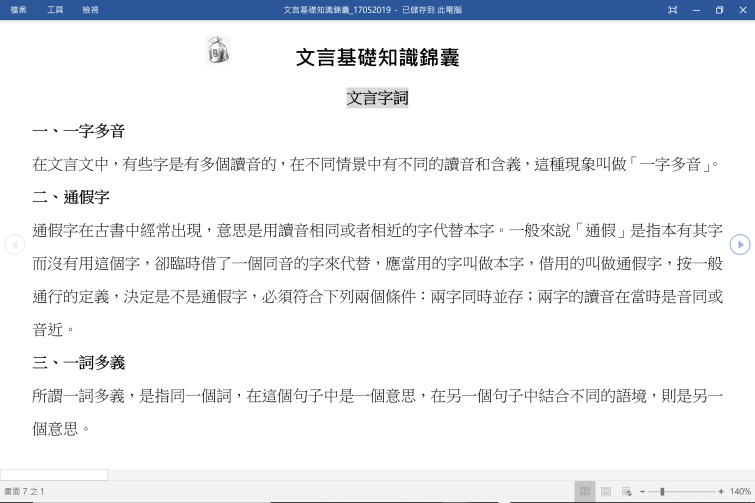 檔案 工具 檢視 文言基礎知識錦囊_17052019 - 已儲存到 此電腦
文言基礎知識錦囊
文言字詞
一、一字多音
在文言文中，有些字是有多個讀音的，在不同情景中有不同的讀音和含義，這種現象叫做「一字多音」。
二、通假字
通假字在古書中經常出現，意思是用讀音相同或者相近的字代替本字。一般來說「通假」是指本有其字
而沒有用這個字，卻臨時借了一個同音的字來代替，應當用的字叫做本字，借用的叫做通假字，按一般
通行的定義，決定是不是通假字，必須符合下列兩個條件：兩字同時並存；兩字的讀音在當時是音同或
音近。
三、一詞多義
所謂一詞多義，是指同一個詞，在這個句子中是一個意思，在另一個句子中結合不同的語境，則是另一
個意思。
畫面 7 之 1 140%